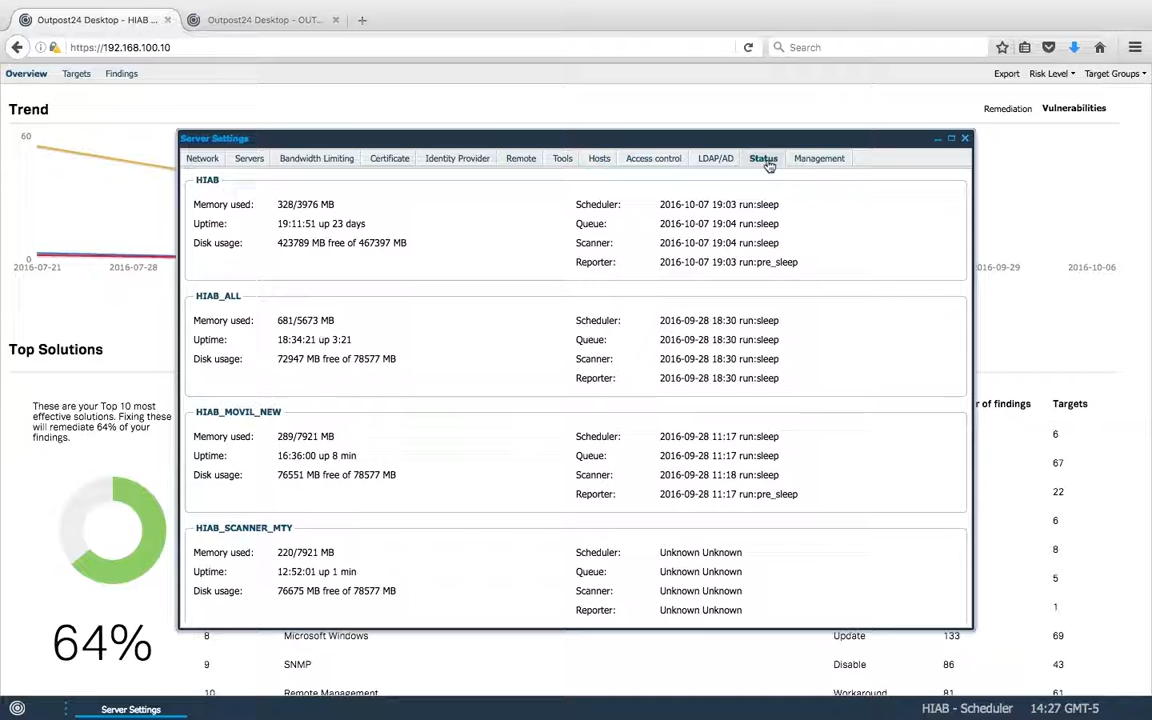 Outpost24 Desktop - HIAB ...
Outpost24 Desktop - OUT...
https://192.168.100.10
Search
Overview Targets Findings
Export Risk Level Target Groups
Trend
Remediation Vulnerabilities
60
0
2016-07-21 2016-07-28
016-09-29 2016-10-06
Server Settings
Network Servers Bandwidth Limiting Certificate Identity Provider Remote Tools Hosts Access control LDAP/AD Status Management
HIAB
Memory used: 328/3976 MB Scheduler: 2016-10-07 19:03 run:sleep
Uptime: 19:11:51 up 23 days Queue: 2016-10-07 19:04 run:sleep
Disk usage: 423789 MB free of 467397 MB Scanner: 2016-10-07 19:04 run:sleep
Reporter: 2016-10-07 19:03 run:pre_sleep
HIAB_ALL
Memory used: 681/5673 MB Scheduler: 2016-09-28 18:30 run:sleep
Uptime: 18:34:21 up 3:21 Queue: 2016-09-28 18:30 run:sleep
Disk usage: 72947 MB free of 78577 MB Scanner: 2016-09-28 18:30 run:sleep
Reporter: 2016-09-28 18:30 run:sleep
HIAB_MOVIL_NEW
Memory used: 289/7921 MB Scheduler: 2016-09-28 11:17 run:sleep
Uptime: 16:36:00 up 8 min Queue: 2016-09-28 11:17 run:sleep
Disk usage: 76551 MB free of 78577 MB Scanner: 2016-09-28 11:18 run:sleep
Reporter: 2016-09-28 11:17 run:pre_sleep
HIAB_SCANNER_MTY
Memory used: 220/7921 MB Scheduler: Unknown Unknown
Uptime: 12:52:01 up 1 min Queue: Unknown Unknown
Disk usage: 76675 MB free of 78577 MB Scanner: Unknown Unknown
Reporter: Unknown Unknown
Top Solutions
These are your Top 10 most
effective solutions. Fixing these
will remediate 64% of your
findings.
64%
r of findings Targets
6
67
22
6
8
5
1
8 Microsoft Windows Update 133 69
9 SNMP Disable 86 43
10 Remote Management Workaround 81 61
Server Settings
HIAB - Scheduler 14:27 GMT-5